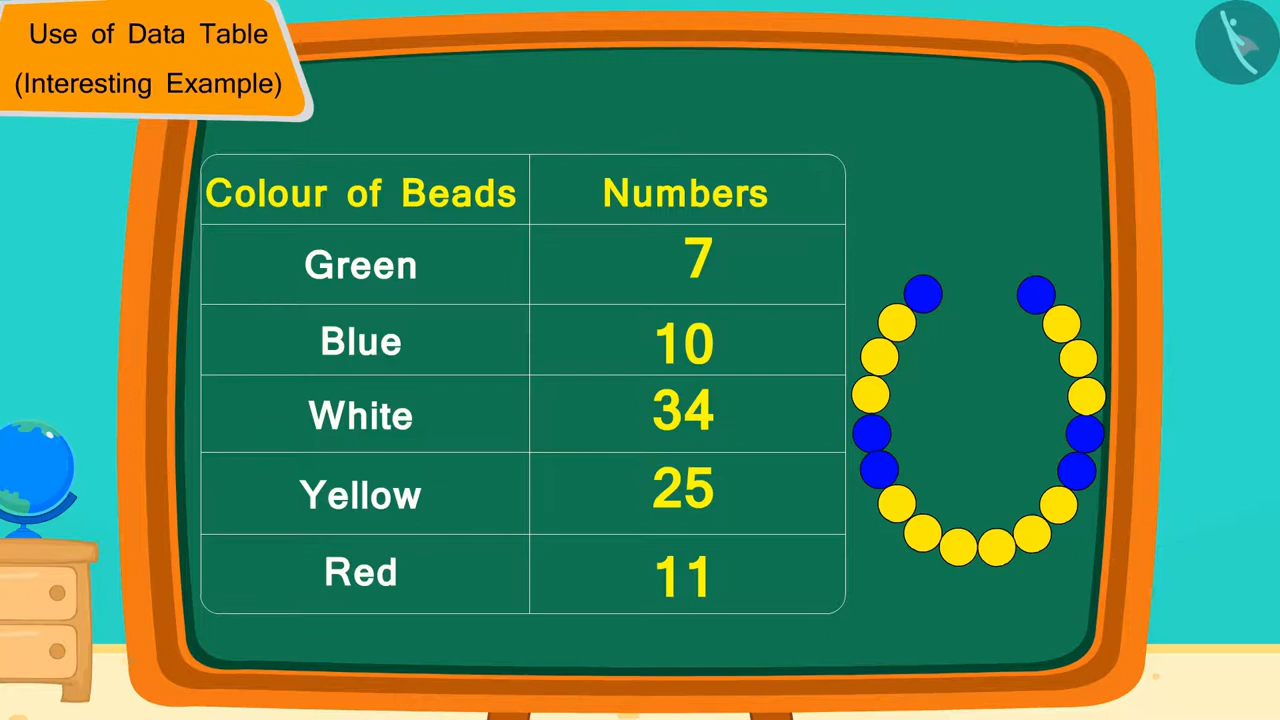 Use of Data Table
(Interesting Example)
Colour of Beads Numbers
Green 7
Blue 10
White 34
Yellow 25
Red 11